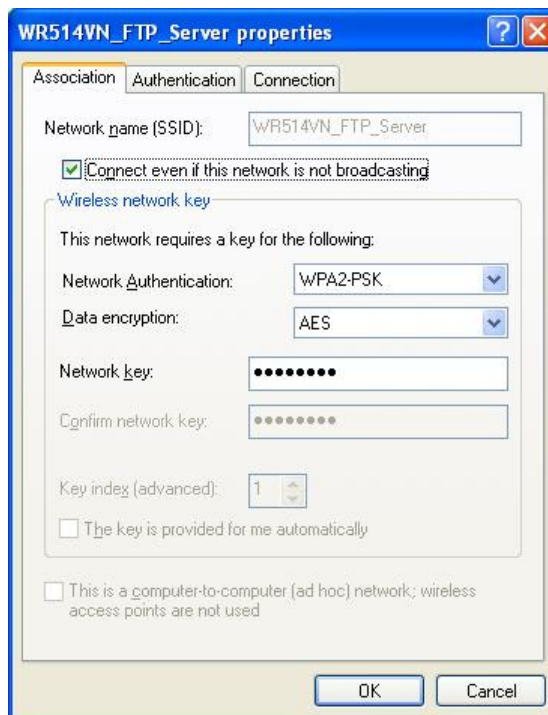 WR514VN_FTP_Server properties
Association Authentication Connection
Network name (SSID): WR514VN_FTP_Server
Connect even if this network is not broadcasting
Wireless network key
This network requires a key for the following:
Network Authentication: WPA2-PSK
Data encryption: AES
Network key: ●●●●●●●●
Confirm network key: ●●●●●●●●
Key index (advanced): 1
The key is provided for me automatically
This is a computer-to-computer (ad hoc) network; wireless
access points are not used
OK Cancel